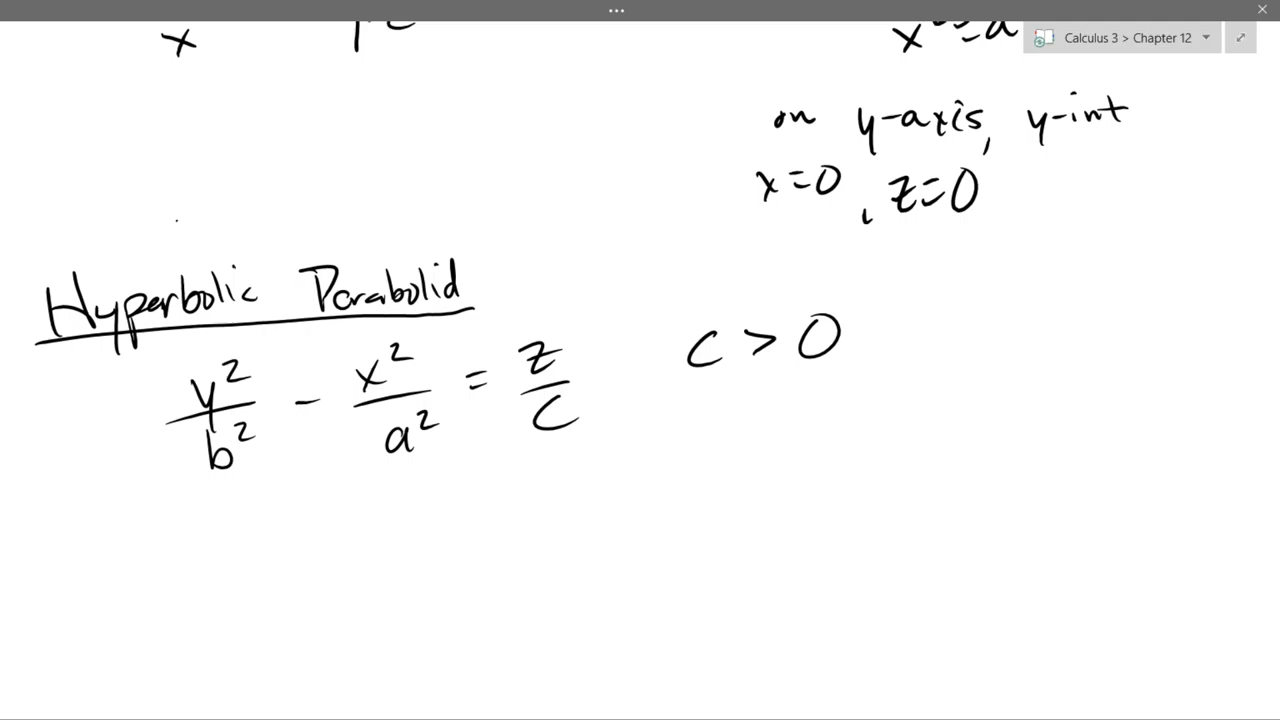 Calculus 3 > Chapter 12
x
on y-axis, y-int
x=0, z=0
Hyperbolic Parabolid
y²/b² - x²/a² = z/c   c > 0